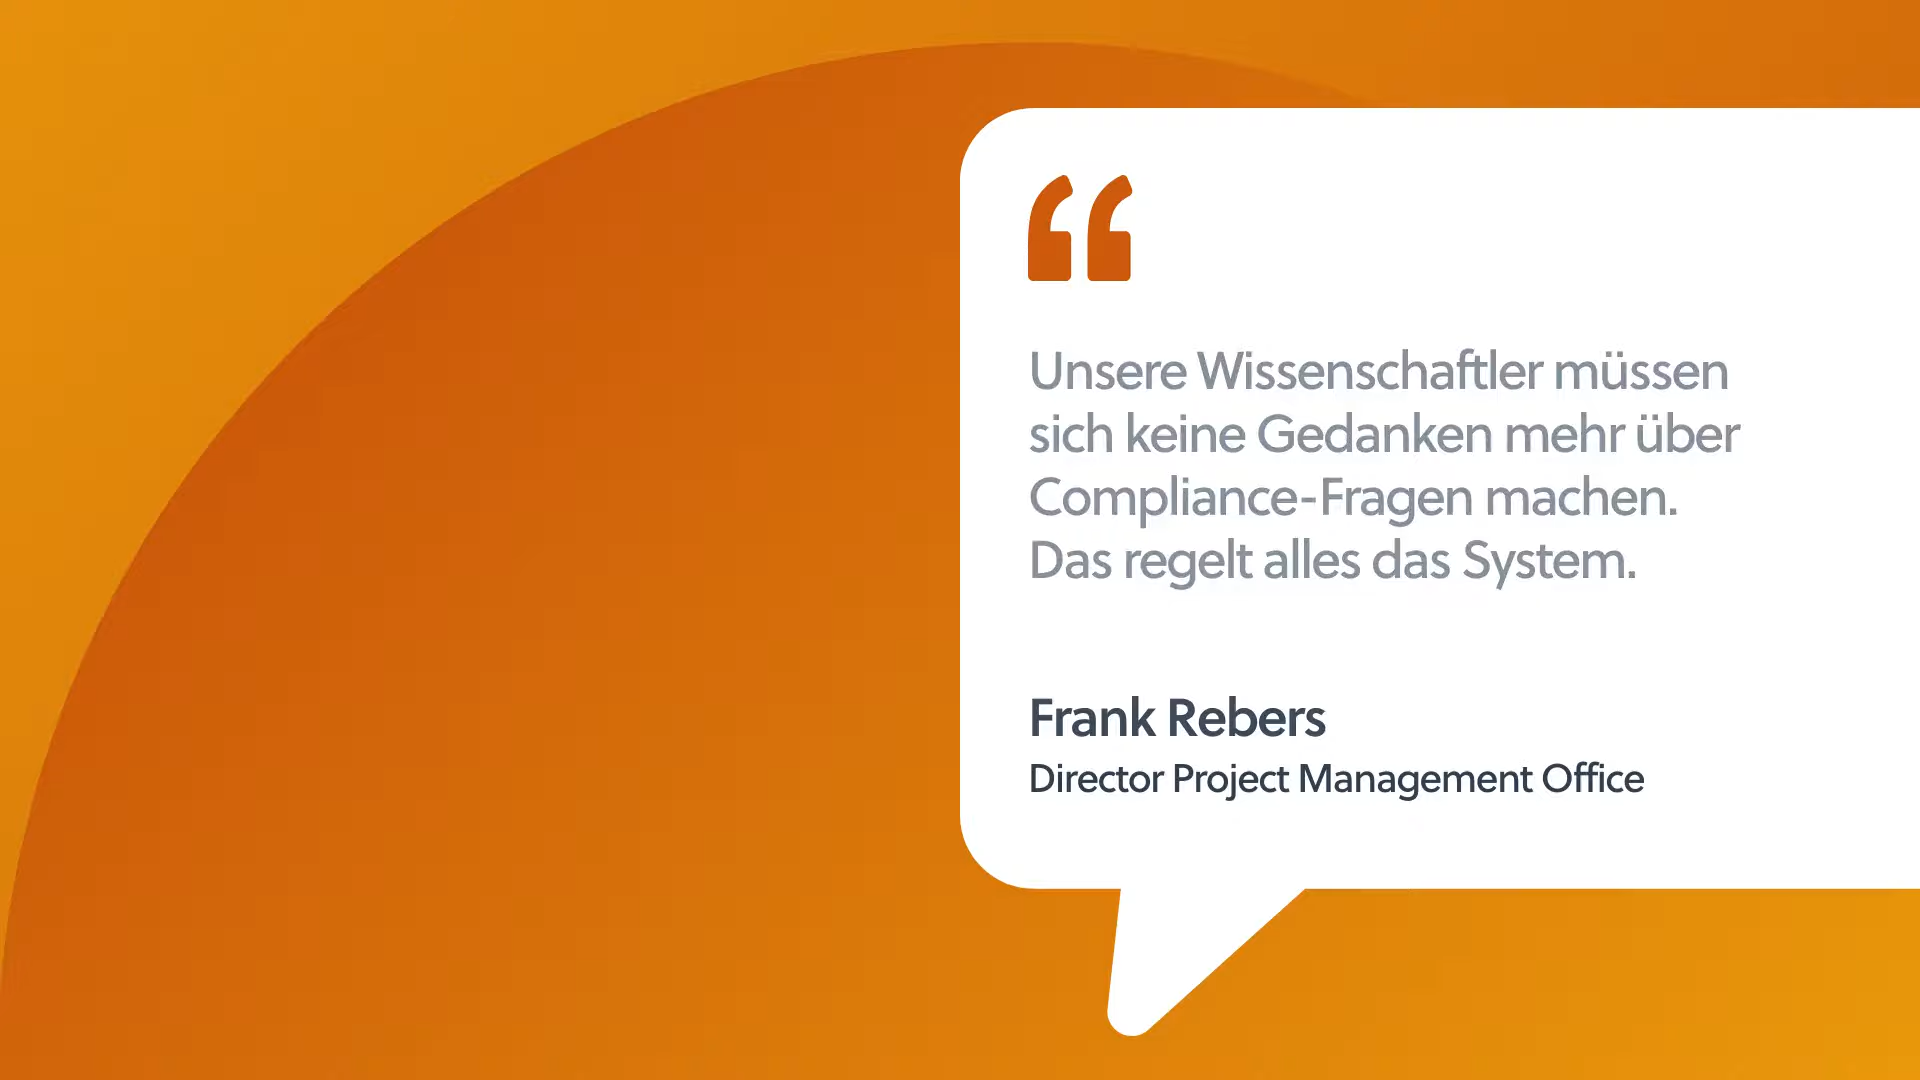 “
Unsere Wissenschaftler müssen
sich keine Gedanken mehr über
Compliance-Fragen machen.
Das regelt alles das System.
Frank Rebers
Director Project Management Office